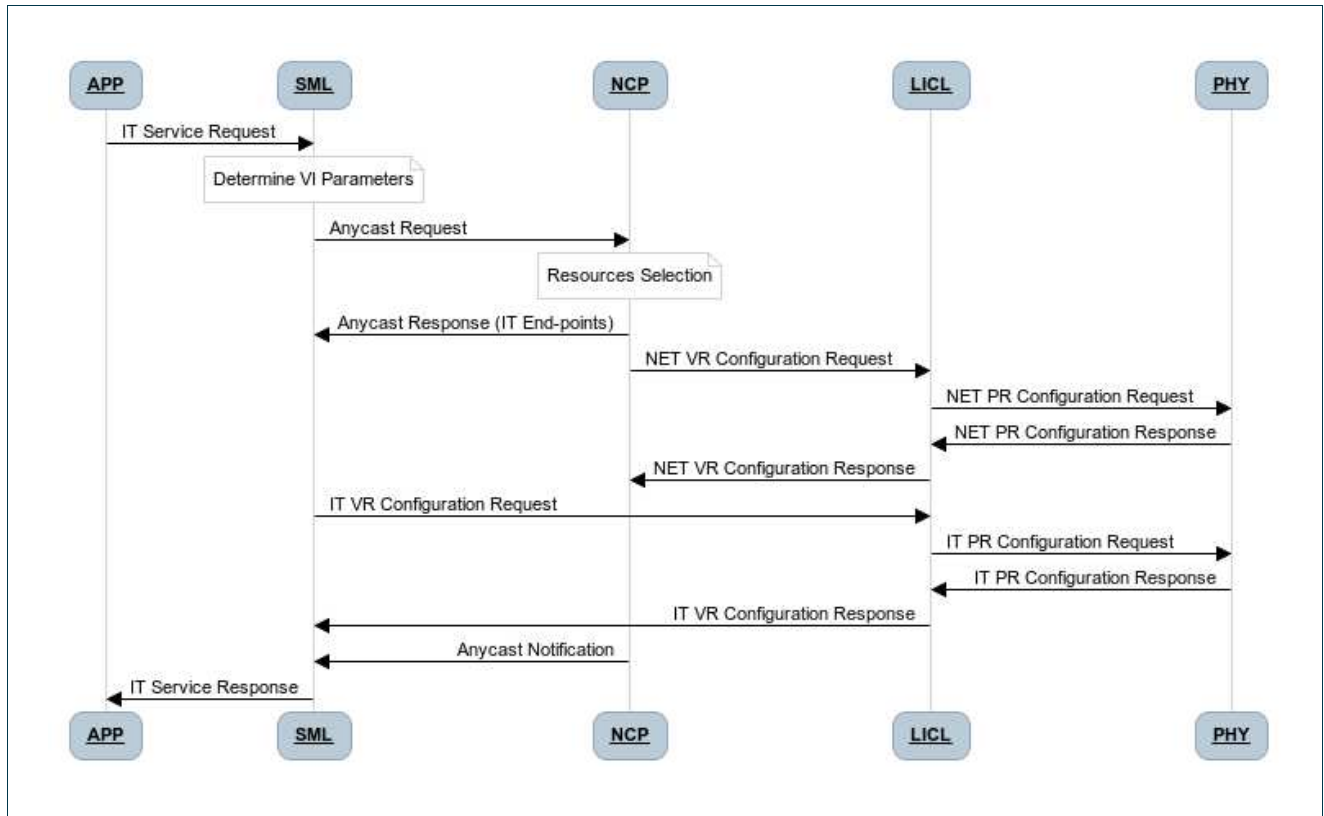 APP SML NCP LICL PHY
IT Service Request
Determine VI Parameters
Anycast Request
Resources Selection
Anycast Response (IT End-points)
NET VR Configuration Request
NET PR Configuration Request
NET PR Configuration Response
NET VR Configuration Response
IT VR Configuration Request
IT PR Configuration Request
IT PR Configuration Response
IT VR Configuration Response
Anycast Notification
IT Service Response
APP SML NCP LICL PHY